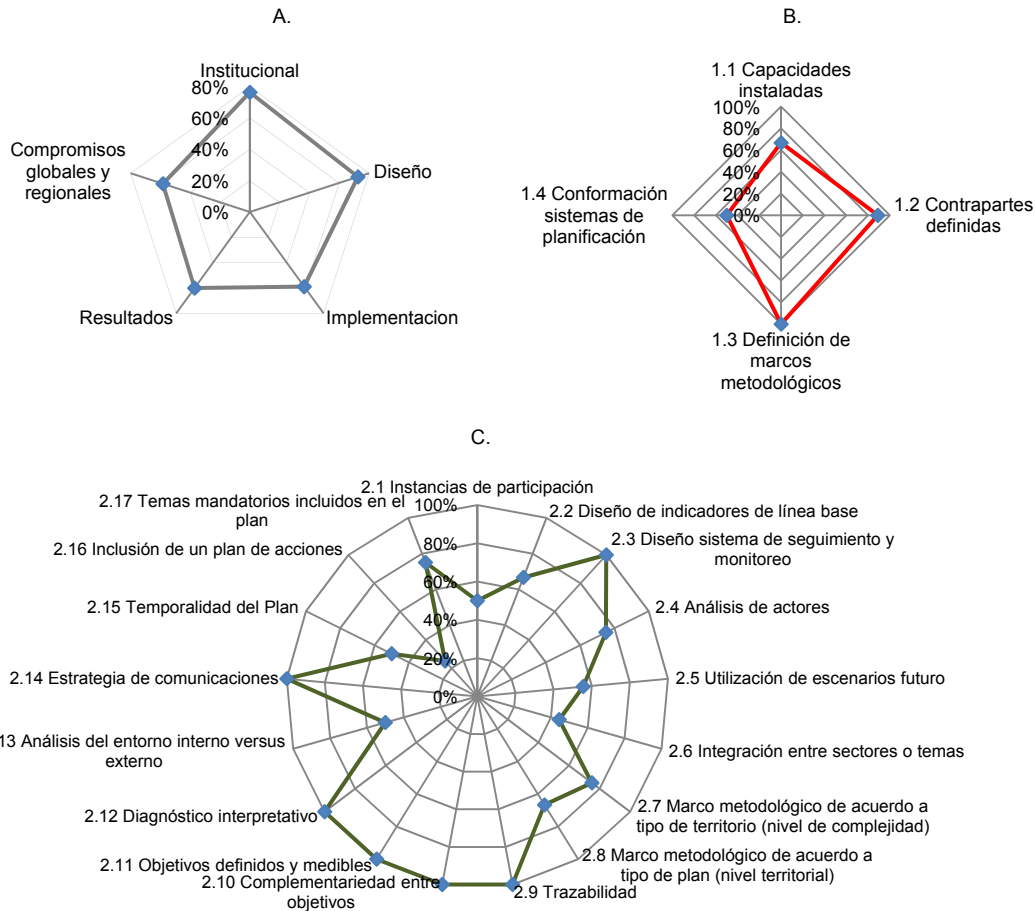 A.
Institucional
80%
60%
40%
20%
0%
Diseño
Implementacion
Resultados
Compromisos
globales y
regionales
B.
1.1 Capacidades
instaladas
100%
80%
60%
40%
20%
0%
1.2 Contrapartes
definidas
1.3 Definición de
marcos
metodológicos
1.4 Conformación
sistemas de
planificación
C.
2.1 Instancias de participación
100%
80%
60%
40%
20%
0%
2.2 Diseño de indicadores de línea base
2.3 Diseño sistema de seguimiento y
monitoreo
2.4 Análisis de actores
2.5 Utilización de escenarios futuro
2.6 Integración entre sectores o temas
2.7 Marco metodológico de acuerdo a
tipo de territorio (nivel de complejidad)
2.8 Marco metodológico de acuerdo a
tipo de plan (nivel territorial)
2.9 Trazabilidad
2.10 Complementariedad entre
objetivos
2.11 Objetivos definidos y medibles
2.12 Diagnóstico interpretativo
13 Análisis del entorno interno versus
externo
2.14 Estrategia de comunicaciones
2.15 Temporalidad del Plan
2.16 Inclusión de un plan de acciones
2.17 Temas mandatorios incluidos en el
plan